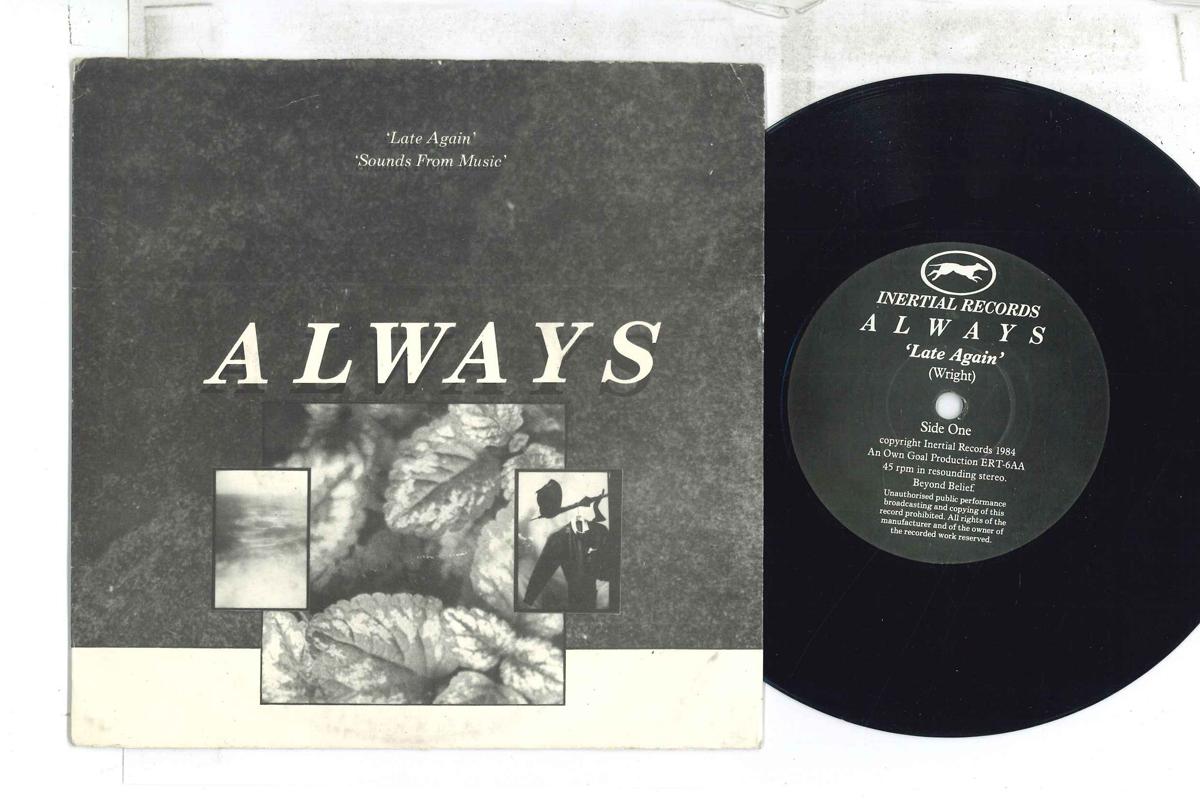 ‘Late Again’
‘Sounds From Music’
ALWAYS
INERTIAL RECORDS
ALWAYS
‘Late Again’
(Wright)
Side One
copyright Inertial Records 1984
An Own Goal Production ERT-6AA
45 rpm in resounding stereo.
Beyond Belief.
Unauthorised public performance
broadcasting and copying of this
record prohibited. All rights of the
manufacturer and of the owner of
the recorded work reserved.